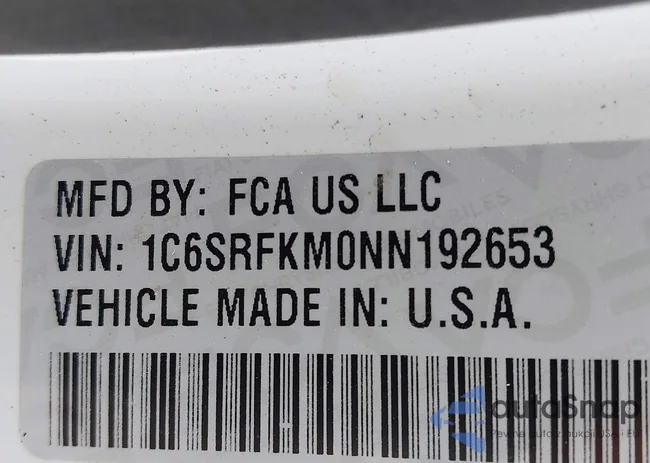 MFD BY: FCA US LLC
VIN: 1C6SRFKM0NN192653
VEHICLE MADE IN: U.S.A.
autoSnap